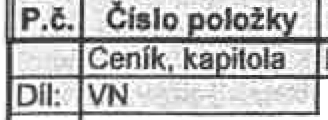 P.č. Číslo položky
Ceník, kapitola
Díl: VN